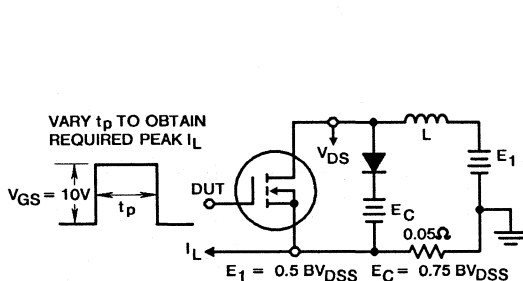 VARY tp TO OBTAIN
REQUIRED PEAK IL
VGS = 10V
tp
DUT
VDS
L
E1
EC
0.05Ω
IL
E1 = 0.5 BVDSS EC = 0.75 BVDSS